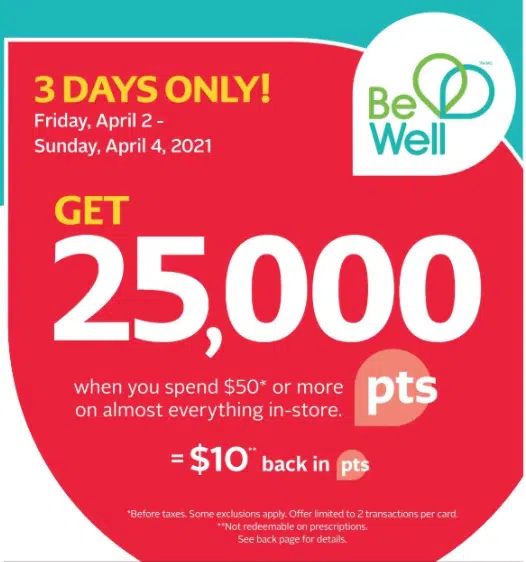 3 DAYS ONLY!
Friday, April 2 -
Sunday, April 4, 2021
Be
Well
GET
25,000
when you spend $50* or more
on almost everything in-store.
pts
= $10** back in pts
*Before taxes. Some exclusions apply. Offer limited to 2 transactions per card.
**Not redeemable on prescriptions.
See back page for details.